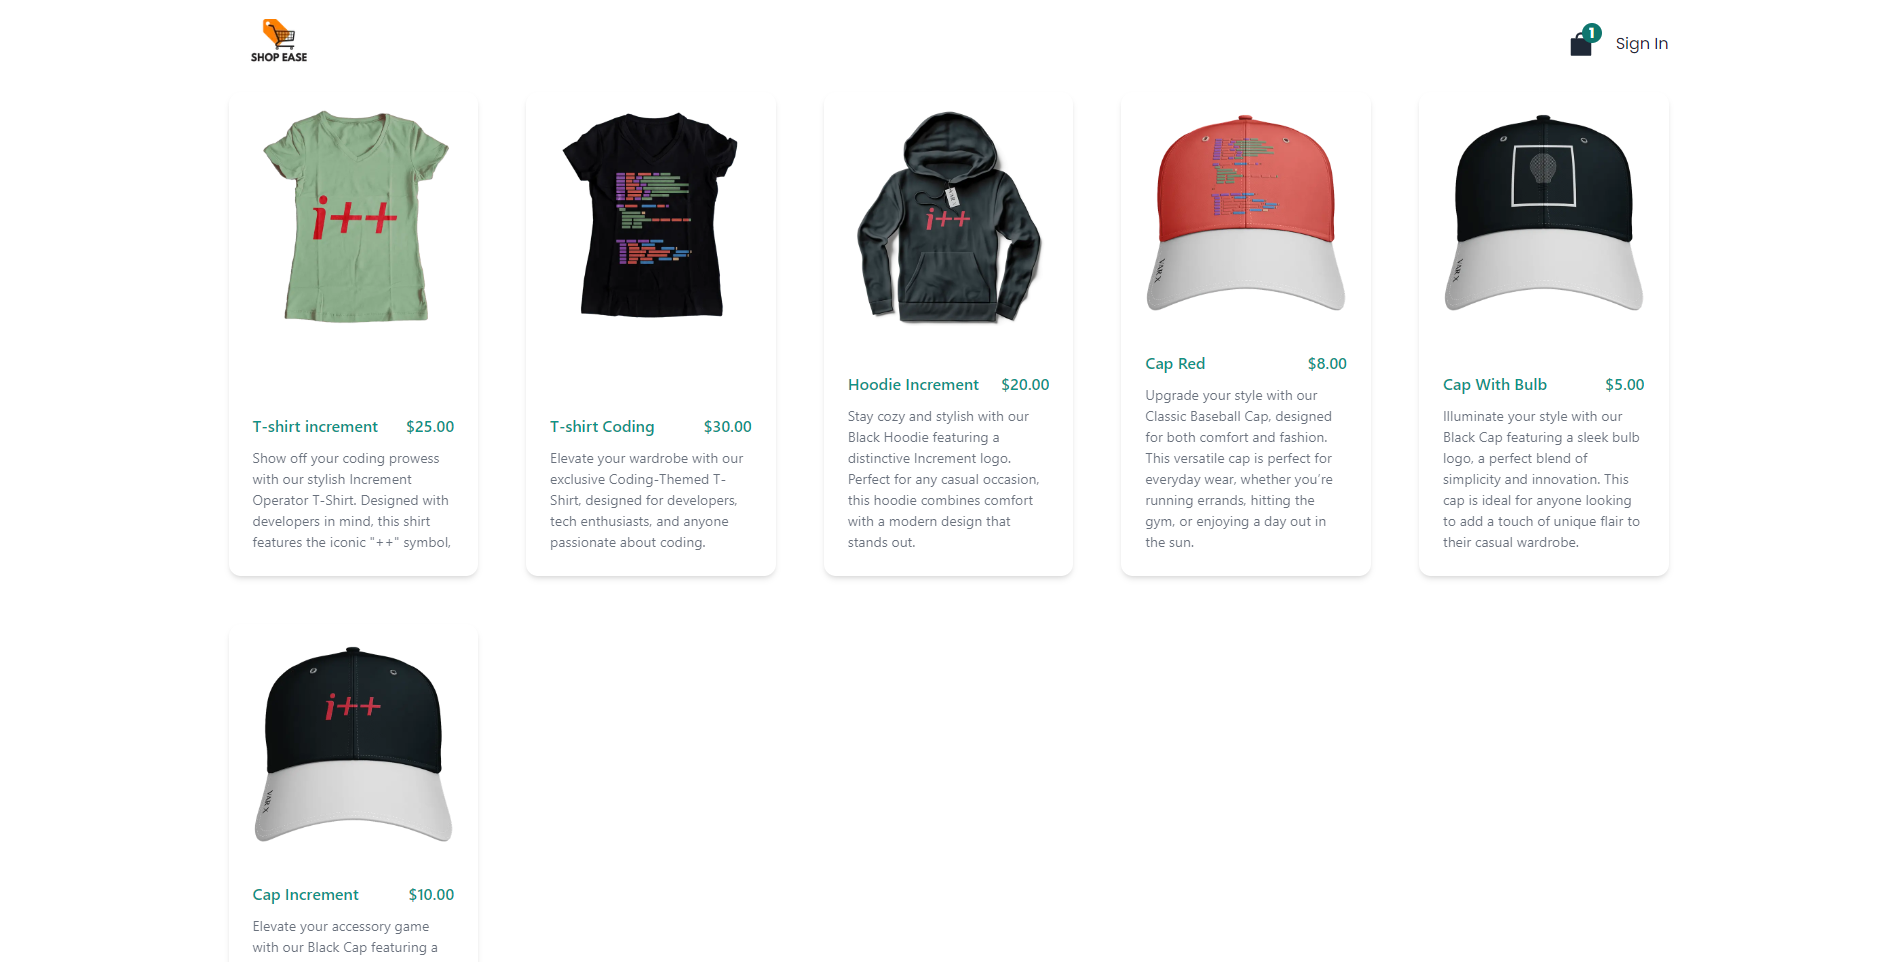 SHOP EASE
1
Sign In
i++
i++
VAR X
VAR X
T-shirt increment $25.00
Show off your coding prowess
with our stylish Increment
Operator T-Shirt. Designed with
developers in mind, this shirt
features the iconic "++" symbol,
T-shirt Coding $30.00
Elevate your wardrobe with our
exclusive Coding-Themed T-
Shirt, designed for developers,
tech enthusiasts, and anyone
passionate about coding.
Hoodie Increment $20.00
Stay cozy and stylish with our
Black Hoodie featuring a
distinctive Increment logo.
Perfect for any casual occasion,
this hoodie combines comfort
with a modern design that
stands out.
Cap Red $8.00
Upgrade your style with our
Classic Baseball Cap, designed
for both comfort and fashion.
This versatile cap is perfect for
everyday wear, whether you're
running errands, hitting the
gym, or enjoying a day out in
the sun.
Cap With Bulb $5.00
Illuminate your style with our
Black Cap featuring a sleek bulb
logo, a perfect blend of
simplicity and innovation. This
cap is ideal for anyone looking
to add a touch of unique flair to
their casual wardrobe.
i++
VAR X
Cap Increment $10.00
Elevate your accessory game
with our Black Cap featuring a